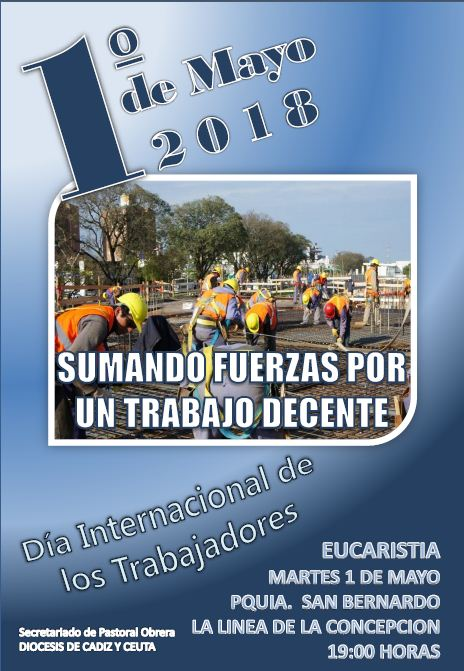 1º
de Mayo
2018
SUMANDO FUERZAS POR
UN TRABAJO DECENTE
Día Internacional de
los Trabajadores
EUCARISTIA
MARTES 1 DE MAYO
PQUIA. SAN BERNARDO
LA LINEA DE LA CONCEPCION
19:00 HORAS
Secretariado de Pastoral Obrera
DIOCESIS DE CADIZ Y CEUTA